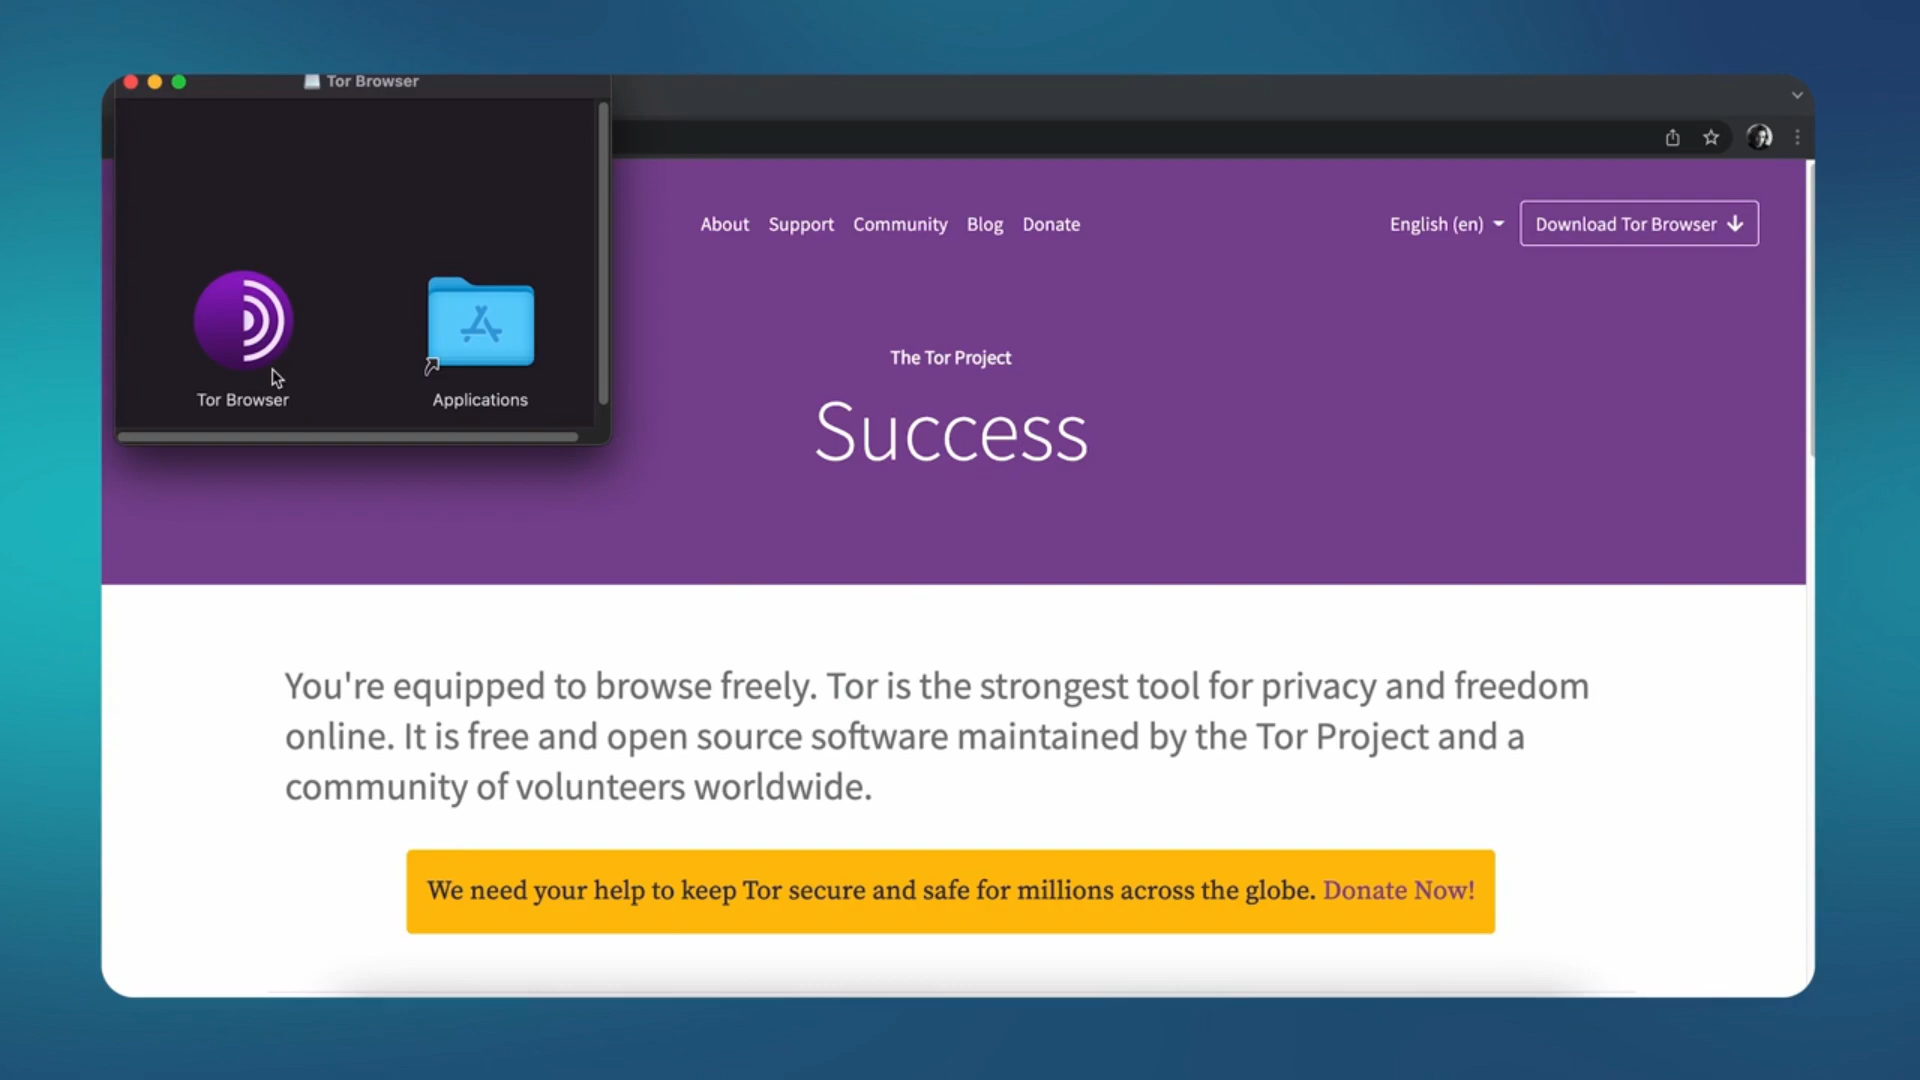 Tor Browser
Tor Browser
Applications
About Support Community Blog Donate
English (en)
Download Tor Browser
The Tor Project
Success
You're equipped to browse freely. Tor is the strongest tool for privacy and freedom
online. It is free and open source software maintained by the Tor Project and a
community of volunteers worldwide.
We need your help to keep Tor secure and safe for millions across the globe. Donate Now!